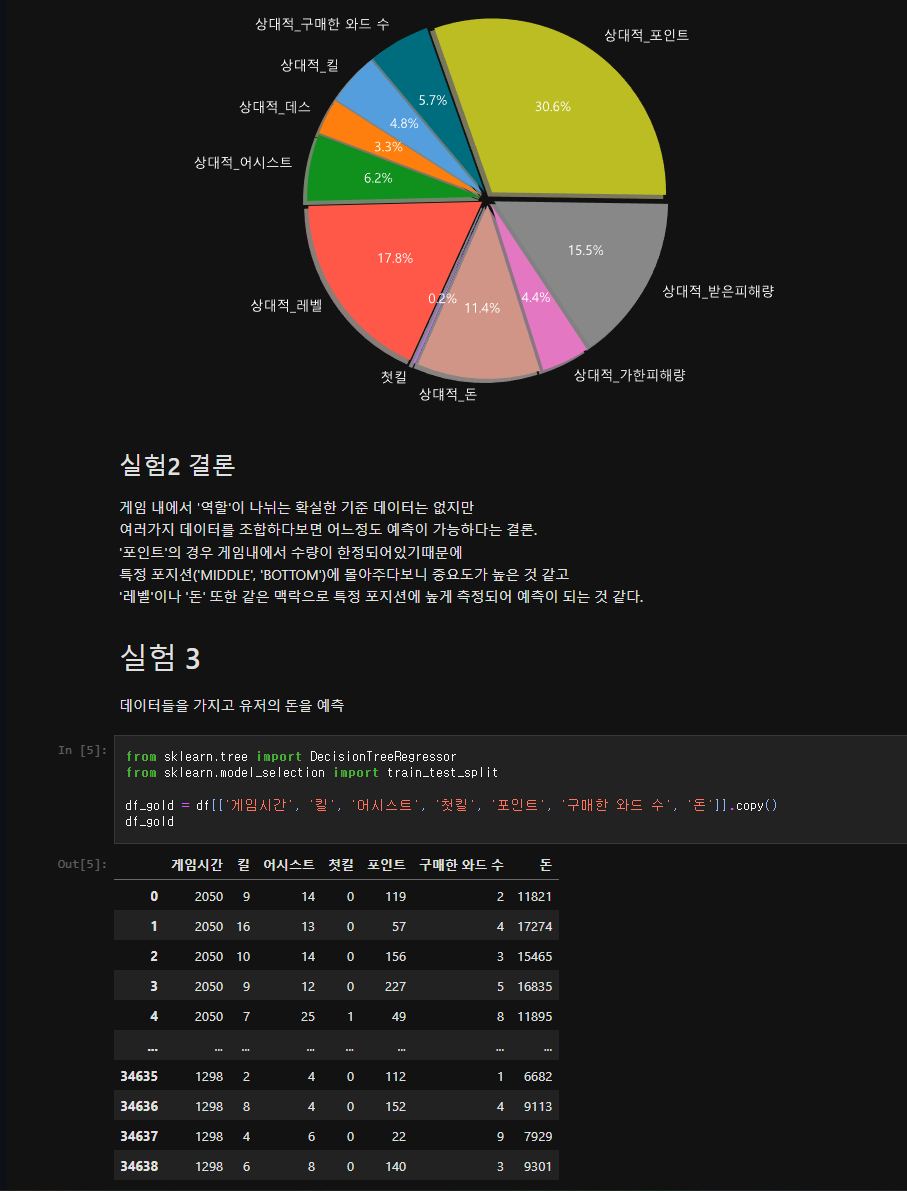 상대적_구매한 와드 수
상대적_포인트
상대적_킬
5.7%
30.6%
상대적_데스
4.8%
3.3%
상대적_어시스트
6.2%
15.5%
17.8%
상대적_받은피해량
0.2%
4.4%
상대적_레벨
11.4%
첫킬
상대적_가한피해량
상대적_돈
실험2 결론
게임 내에서 '역할'이 나뉘는 확실한 기준 데이터는 없지만
여러가지 데이터를 조합하다보면 어느정도 예측이 가능하다는 결론.
'포인트'의 경우 게임내에서 수량이 한정되어있기때문에
특정 포지션('MIDDLE', 'BOTTOM')에 몰아주다보니 중요도가 높은 것 같고
'레벨'이나 '돈' 또한 같은 맥락으로 특정 포지션에 높게 측정되어 예측이 되는 것 같다.
실험 3
데이터들을 가지고 유저의 돈을 예측
In [5]:
from sklearn.tree import DecisionTreeRegressor
from sklearn.model_selection import train_test_split
df_gold = df[['게임시간', '킬', '어시스트', '첫킬', '포인트', '구매한 와드 수', '돈']].copy()
df_gold
Out[5]:
게임시간 킬 어시스트 첫킬 포인트 구매한 와드 수 돈
0 2050 9 14 0 119 2 11821
1 2050 16 13 0 57 4 17274
2 2050 10 14 0 156 3 15465
3 2050 9 12 0 227 5 16835
4 2050 7 25 1 49 8 11895
... ... ... ... ... ... ... ...
34635 1298 2 4 0 112 1 6682
34636 1298 8 4 0 152 4 9113
34637 1298 4 6 0 22 9 7929
34638 1298 6 8 0 140 3 9301